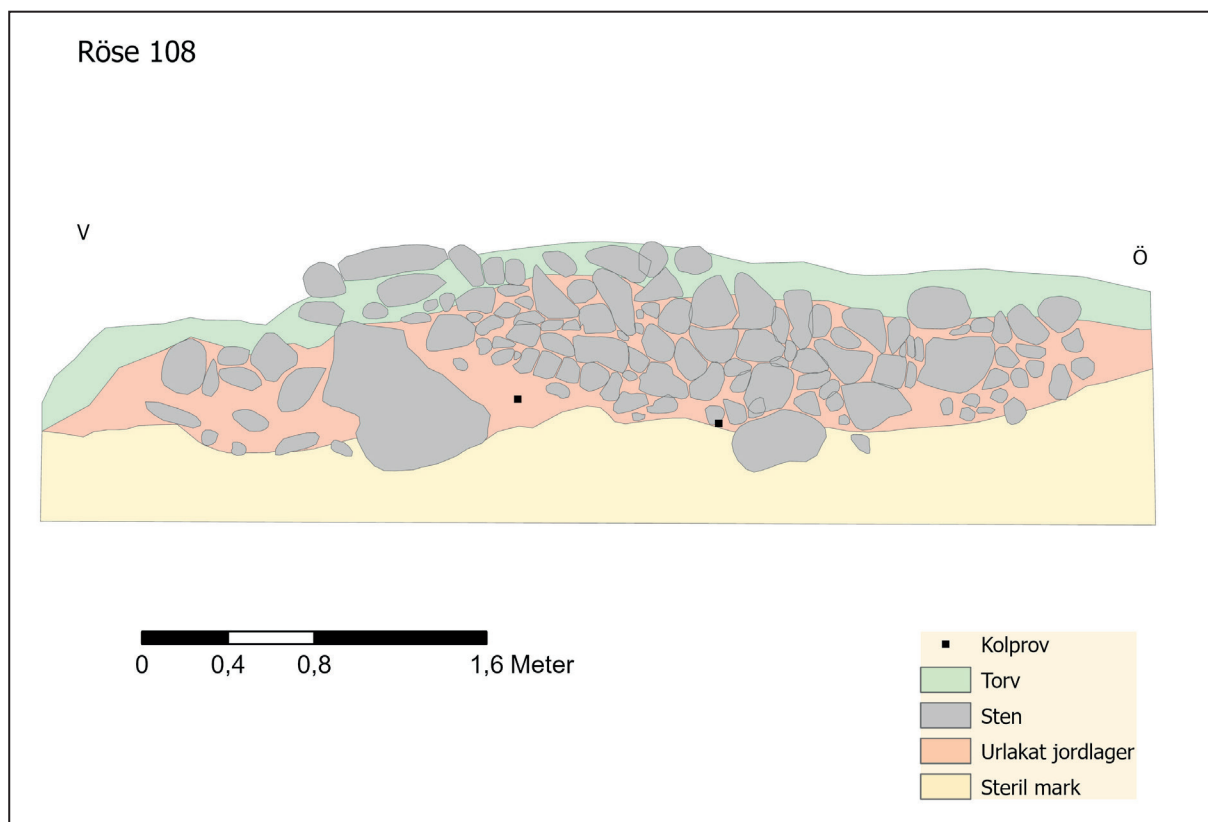 Röse 108
V
Ö
0 0,4 0,8 1,6 Meter
Kolprov
Torv
Sten
Urlakat jordlager
Steril mark